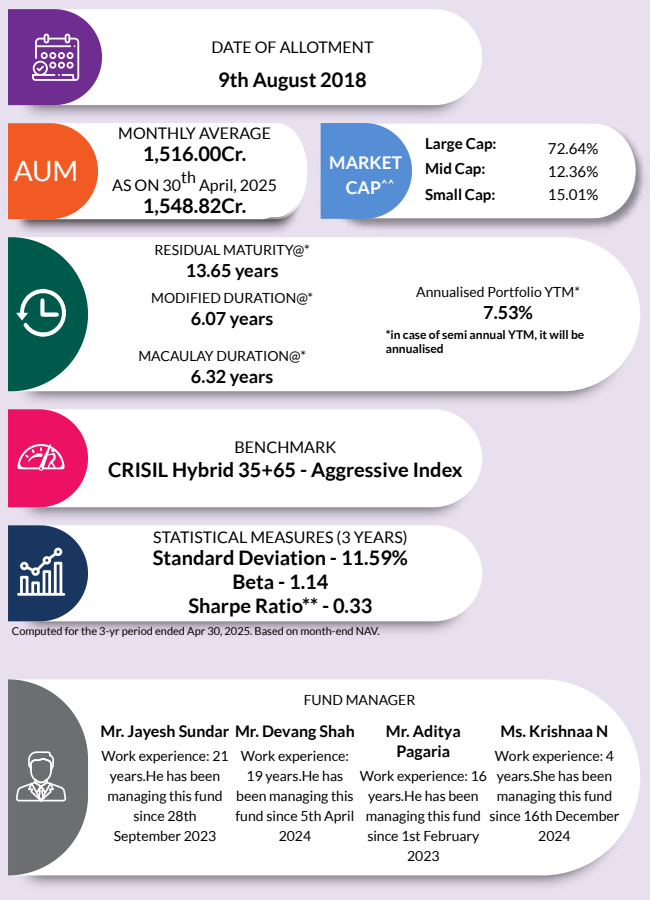 DATE OF ALLOTMENT
9th August 2018
AUM
MONTHLY AVERAGE
1,516.00Cr.
AS ON 30th April, 2025
1,548.82Cr.
MARKET
CAP^^
Large Cap: 72.64%
Mid Cap: 12.36%
Small Cap: 15.01%
RESIDUAL MATURITY@*
13.65 years
MODIFIED DURATION@*
6.07 years
MACAULAY DURATION@*
6.32 years
Annualised Portfolio YTM*
7.53%
*in case of semi annual YTM, it will be
annualised
BENCHMARK
CRISIL Hybrid 35+65 - Aggressive Index
STATISTICAL MEASURES (3 YEARS)
Standard Deviation - 11.59%
Beta - 1.14
Sharpe Ratio** - 0.33
Computed for the 3-yr period ended Apr 30, 2025. Based on month-end NAV.
FUND MANAGER
Mr. Jayesh Sundar
Work experience: 21
years.He has been
managing this fund
since 28th
September 2023
Mr. Devang Shah
Work experience:
19 years.He has
been managing this
fund since 5th April
2024
Mr. Aditya
Pagaria
Work experience: 16
years.He has been
managing this fund
since 1st February
2023
Ms. Krishnaa N
Work experience: 4
years.She has been
managing this fund
since 16th December
2024